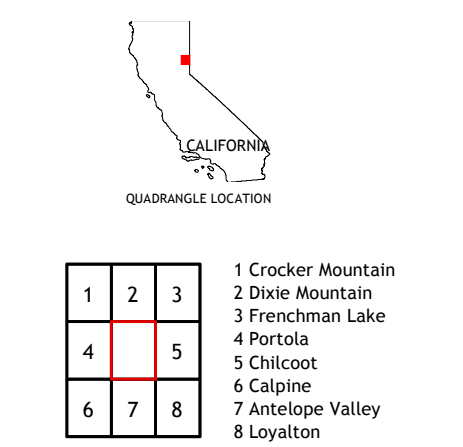 CALIFORNIA
QUADRANGLE LOCATION
1 2 3
4 5
6 7 8
1 Crocker Mountain
2 Dixie Mountain
3 Frenchman Lake
4 Portola
5 Chilcoot
6 Calpine
7 Antelope Valley
8 Loyalton